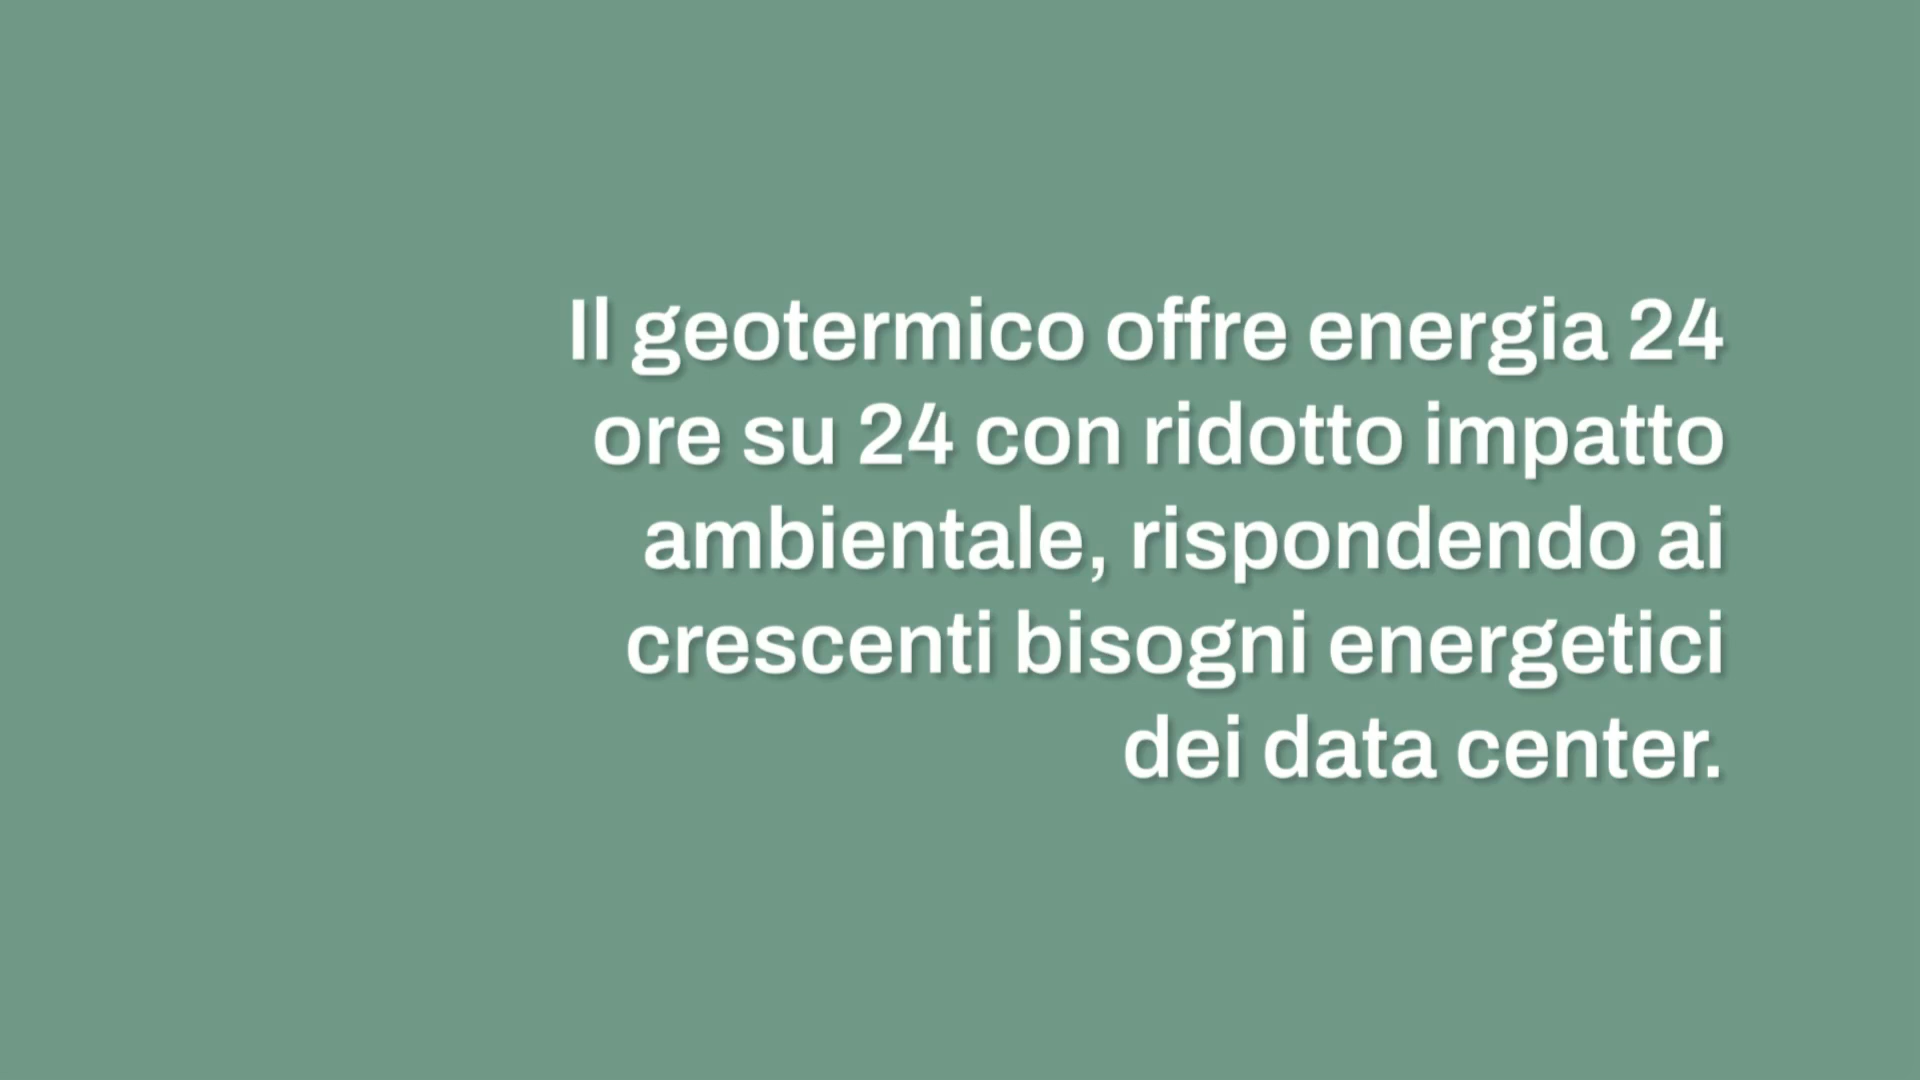 Il geotermico offre energia 24
ore su 24 con ridotto impatto
ambientale, rispondendo ai
crescenti bisogni energetici
dei data center.